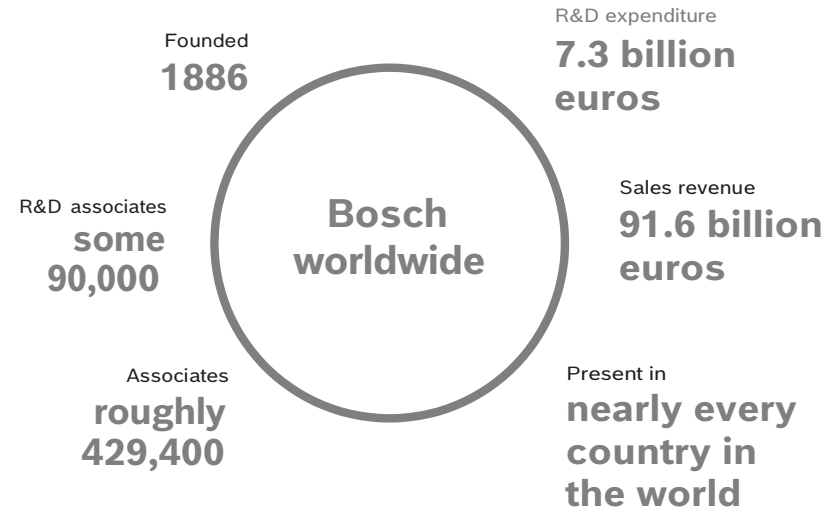 Founded
1886
R&D expenditure
7.3 billion
euros
R&D associates
some
90,000
Bosch
worldwide
Sales revenue
91.6 billion
euros
Associates
roughly
429,400
Present in
nearly every
country in
the world